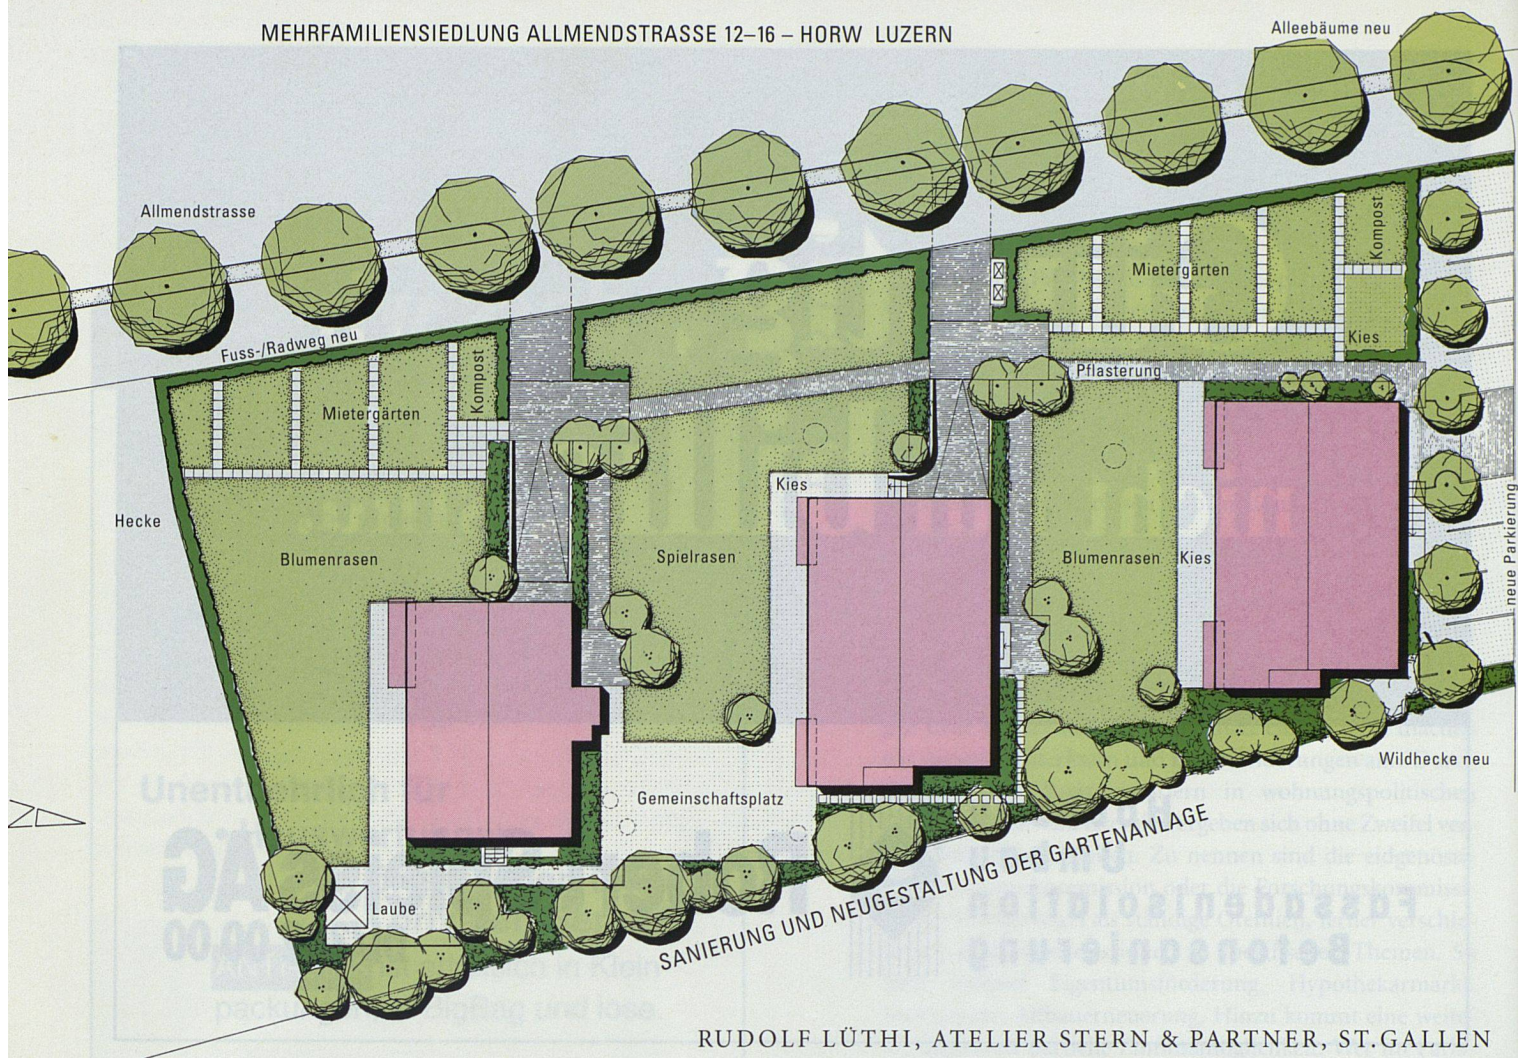 MEHRFAMILIENSIEDLUNG ALLMENDSTRASSE 12–16 – HORW LUZERN
Alleebäume neu
Allmendstrasse
Fuss-/Radweg neu
Mietergärten
Kompost
Mietergärten
Kompost
Kies
Pflasterung
Hecke
Blumenrasen
Kies
Spielrasen
Blumenrasen
Kies
neue Parkierung
Gemeinschaftsplatz
Wildhecke neu
Laube
SANIERUNG UND NEUGESTALTUNG DER GARTENANLAGE
RUDOLF LÜTHI, ATELIER STERN & PARTNER, ST.GALLEN